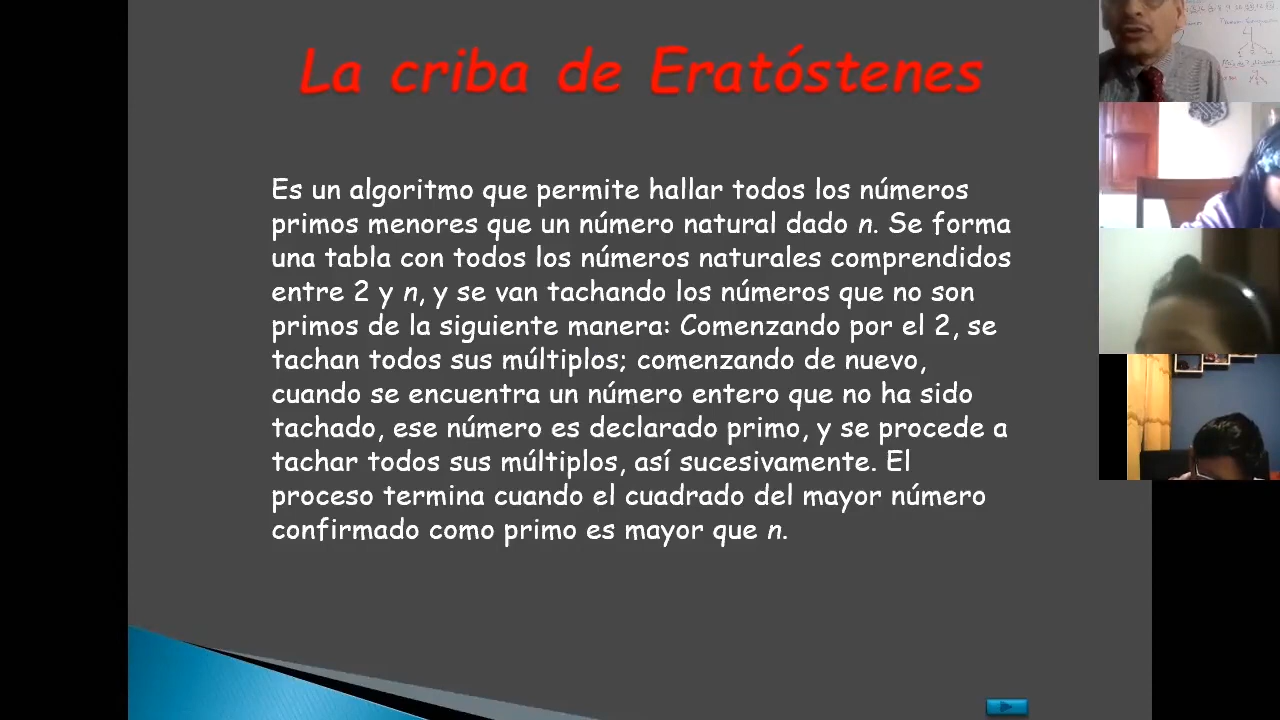 La criba de Eratóstenes
Es un algoritmo que permite hallar todos los números
primos menores que un número natural dado n. Se forma
una tabla con todos los números naturales comprendidos
entre 2 y n, y se van tachando los números que no son
primos de la siguiente manera: Comenzando por el 2, se
tachan todos sus múltiplos; comenzando de nuevo,
cuando se encuentra un número entero que no ha sido
tachado, ese número es declarado primo, y se procede a
tachar todos sus múltiplos, así sucesivamente. El
proceso termina cuando el cuadrado del mayor número
confirmado como primo es mayor que n.